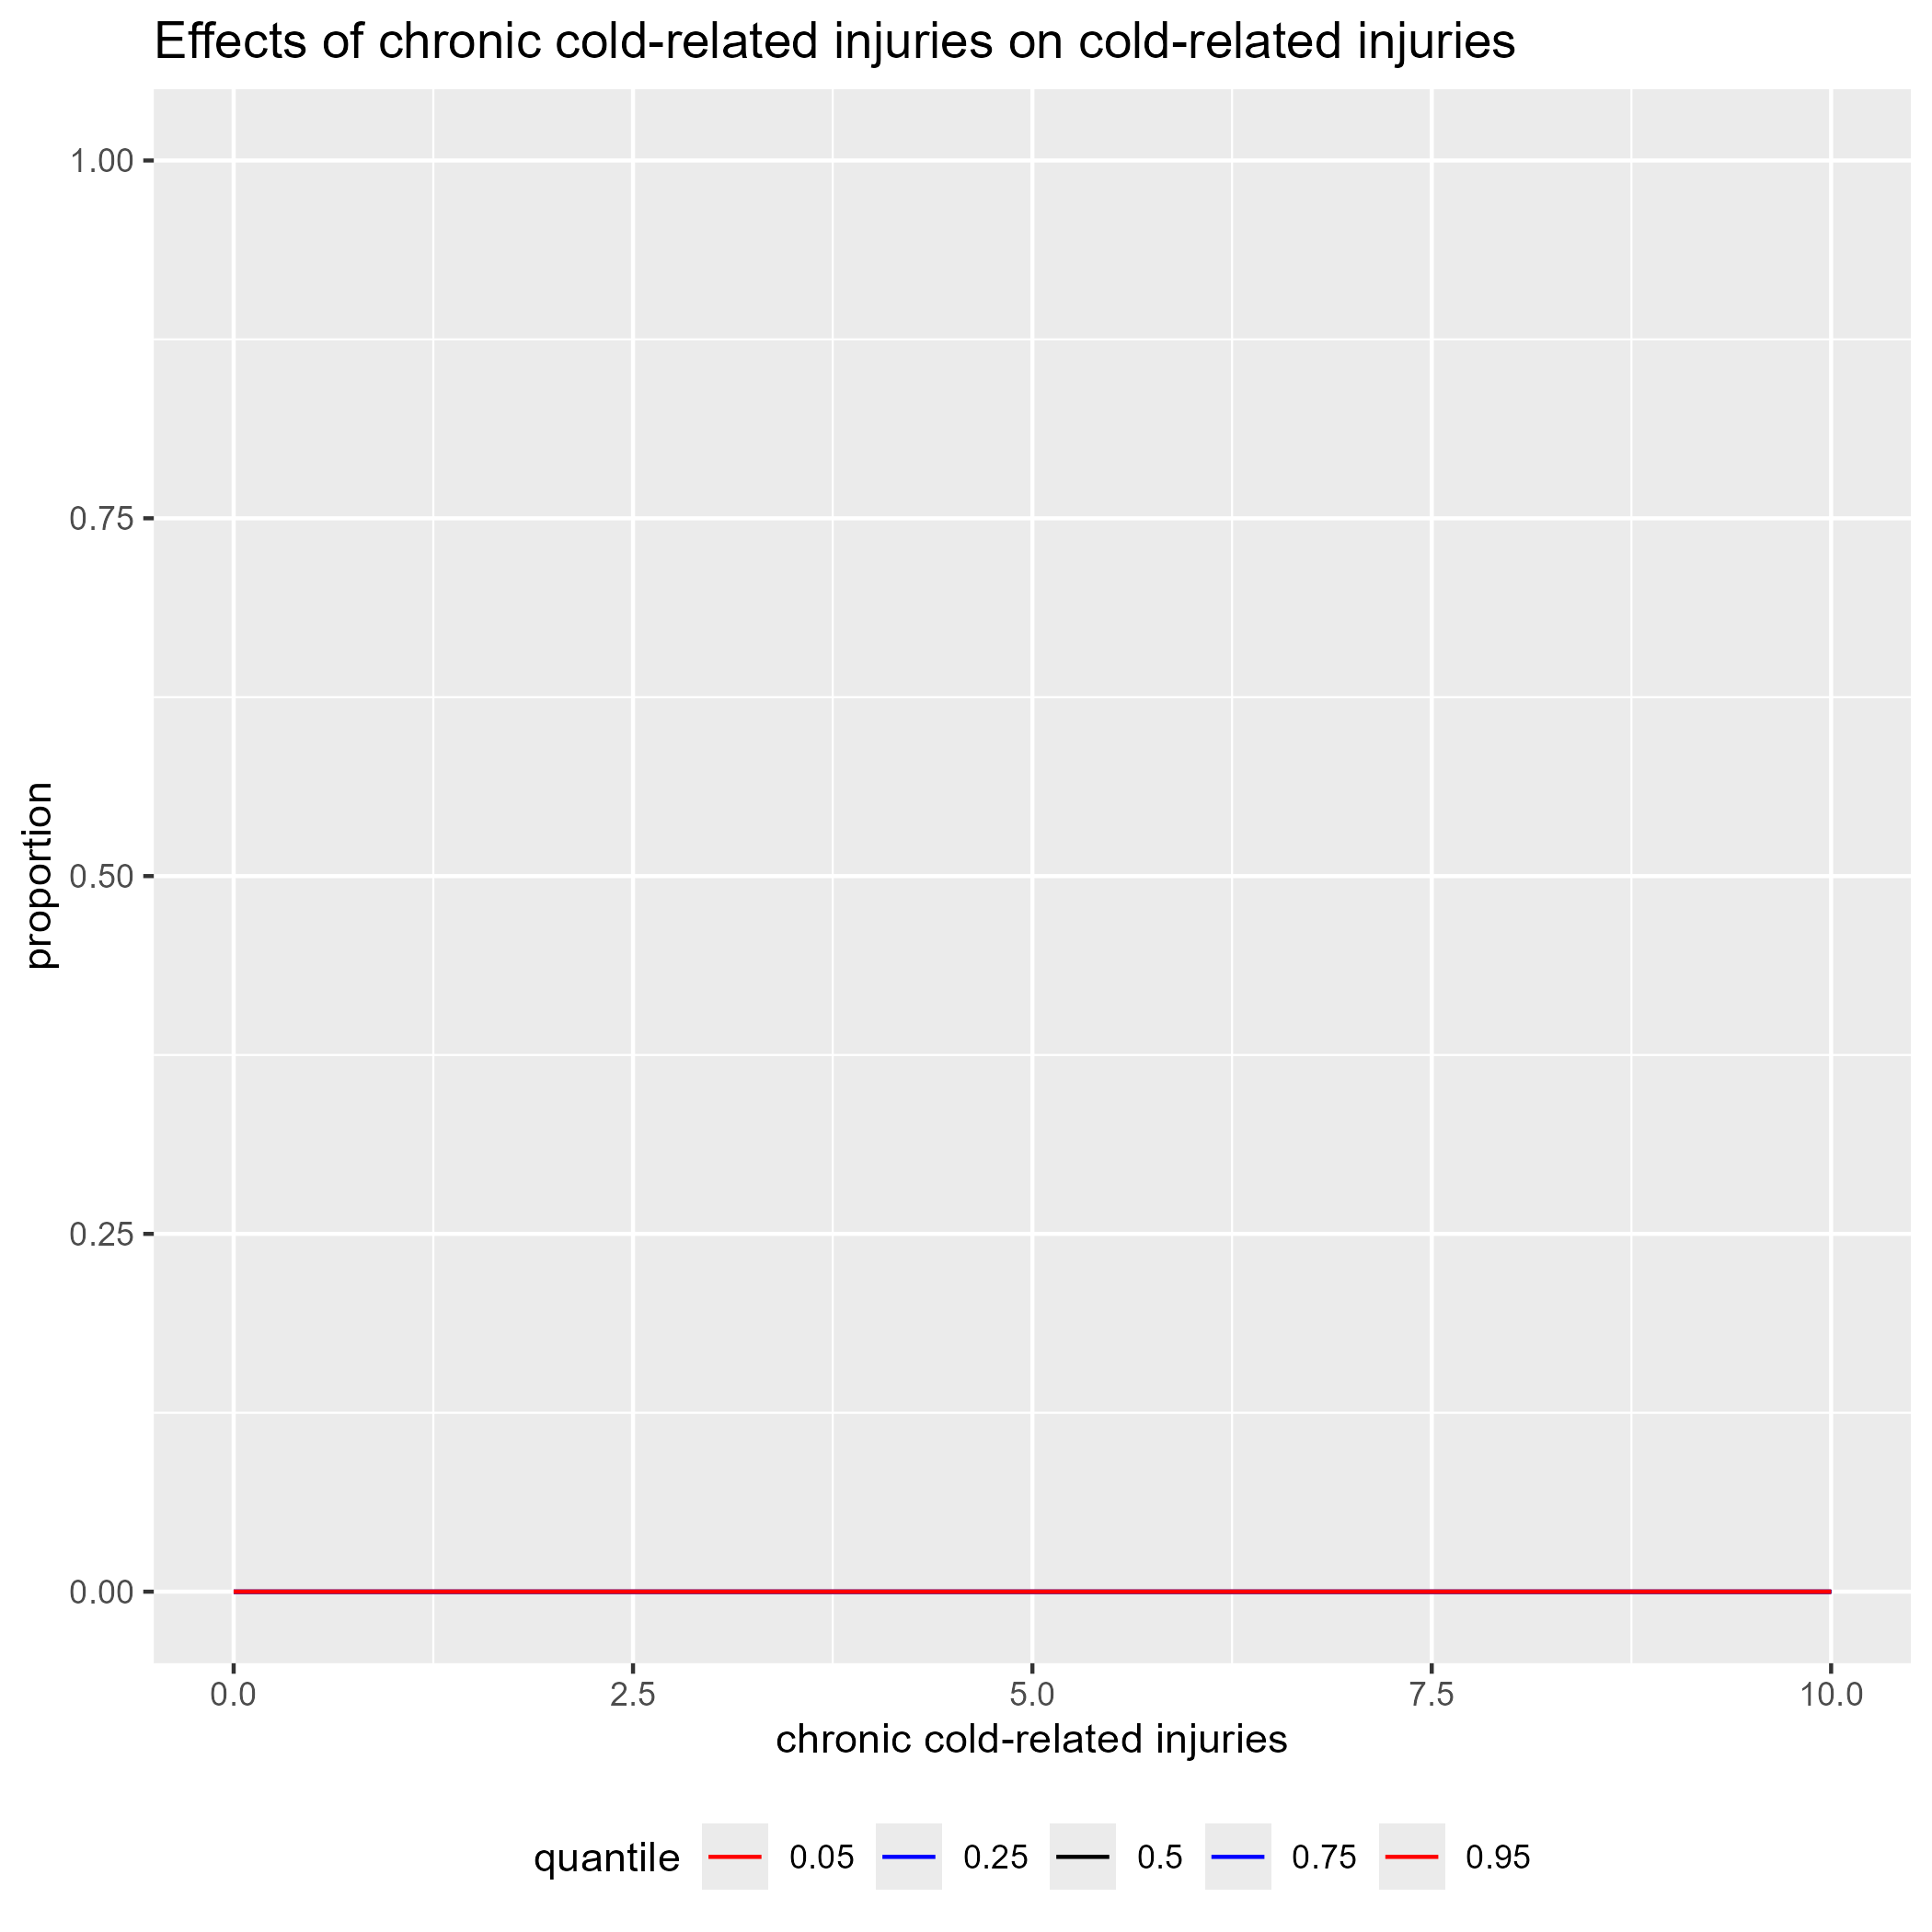 Effects of chronic cold-related injuries on cold-related injuries
1.00
0.75
0.50
0.25
0.00
proportion
0.0 2.5 5.0 7.5 10.0
chronic cold-related injuries
quantile 0.05 0.25 0.5 0.75 0.95